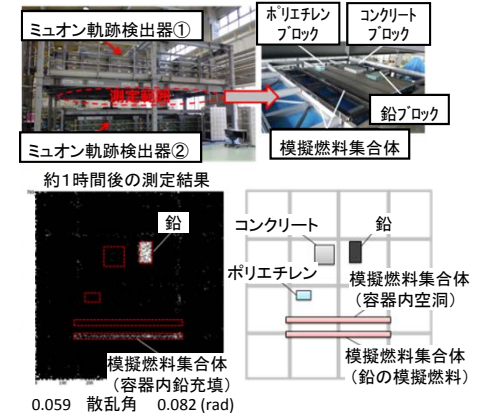 ミュオン軌跡検出器①
測定範囲
ミュオン軌跡検出器②
ポリエチレン
ブロック
コンクリート
ブロック
鉛ブロック
模擬燃料集合体
約1時間後の測定結果
鉛
模擬燃料集合体
(容器内鉛充填)
0.059 散乱角 0.082 (rad)
コンクリート
鉛
ポリエチレン
模擬燃料集合体
(容器内空洞)
模擬燃料集合体
(鉛の模擬燃料)